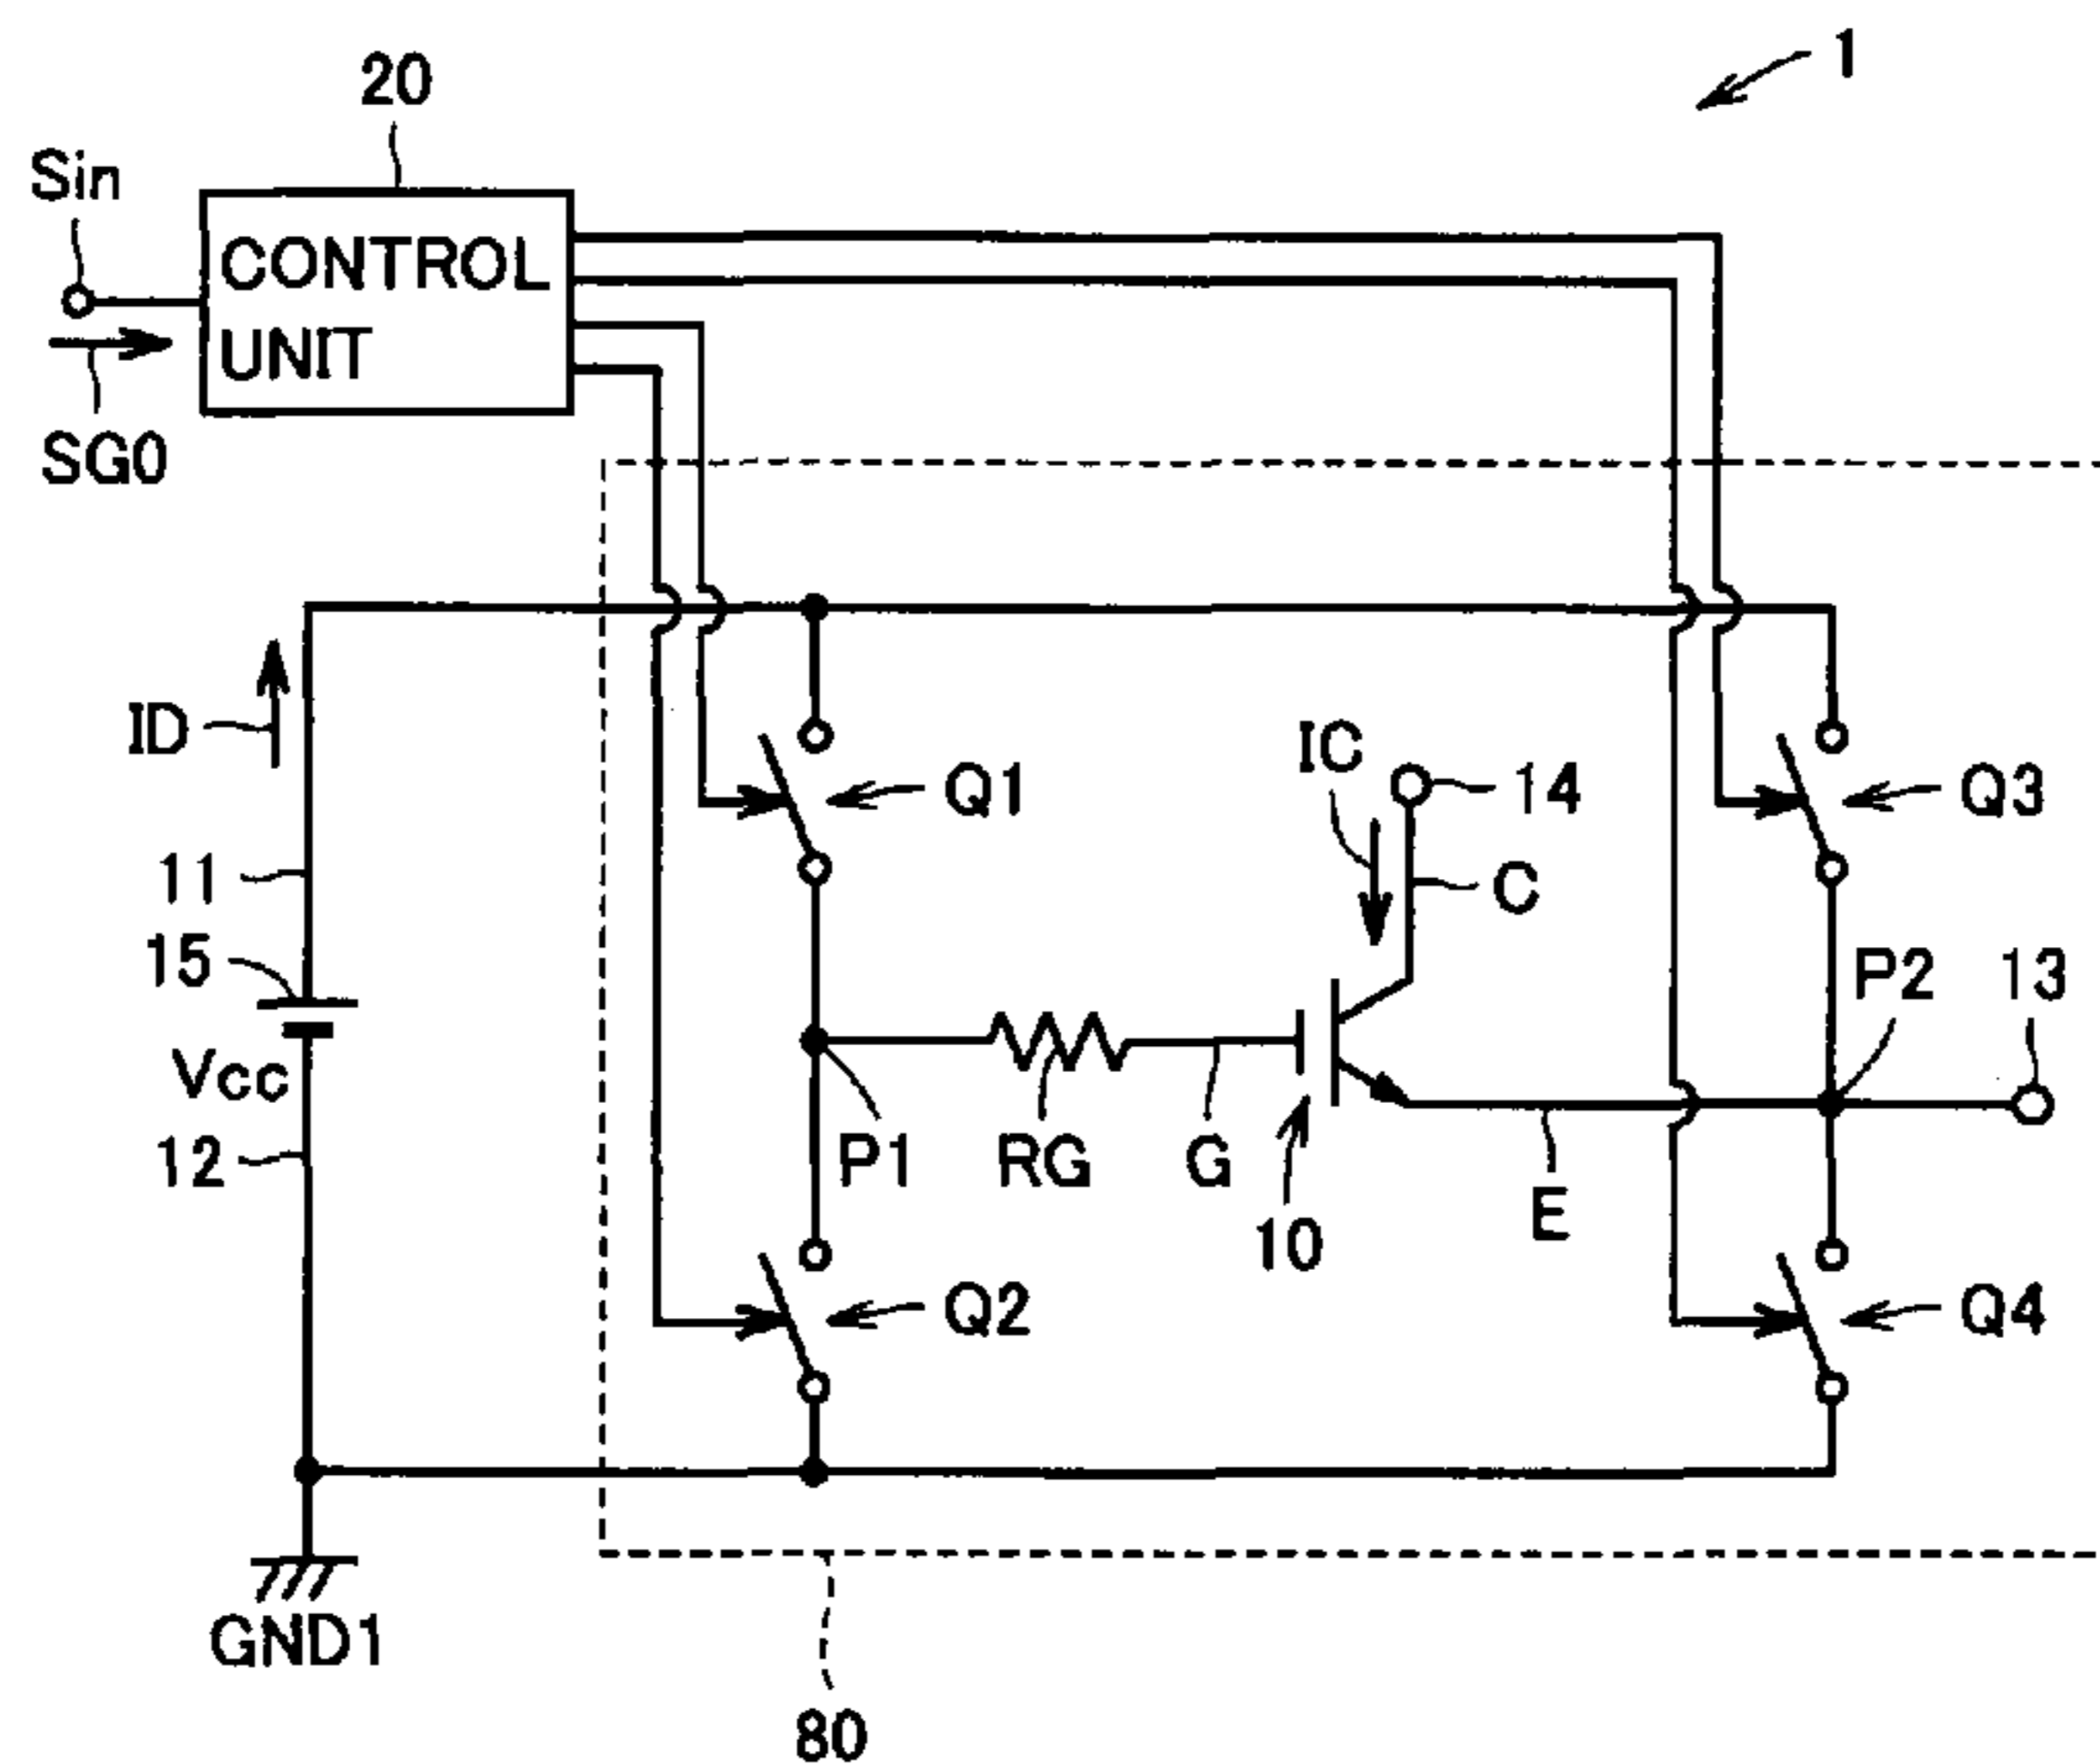 1
20
Sin
CONTROL
UNIT
SG0
ID
IC
14
Q1
Q3
11
C
15
P2
13
Vcc
12
P1
RG
G
E
10
Q2
Q4
GND1
80